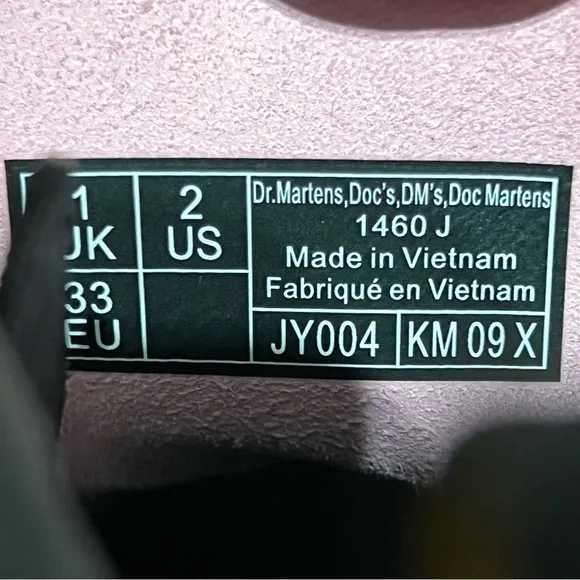 1
UK
2
US
33
EU
Dr.Martens,Doc's,DM's,Doc Martens
1460 J
Made in Vietnam
Fabriqué en Vietnam
JY004
KM 09 X